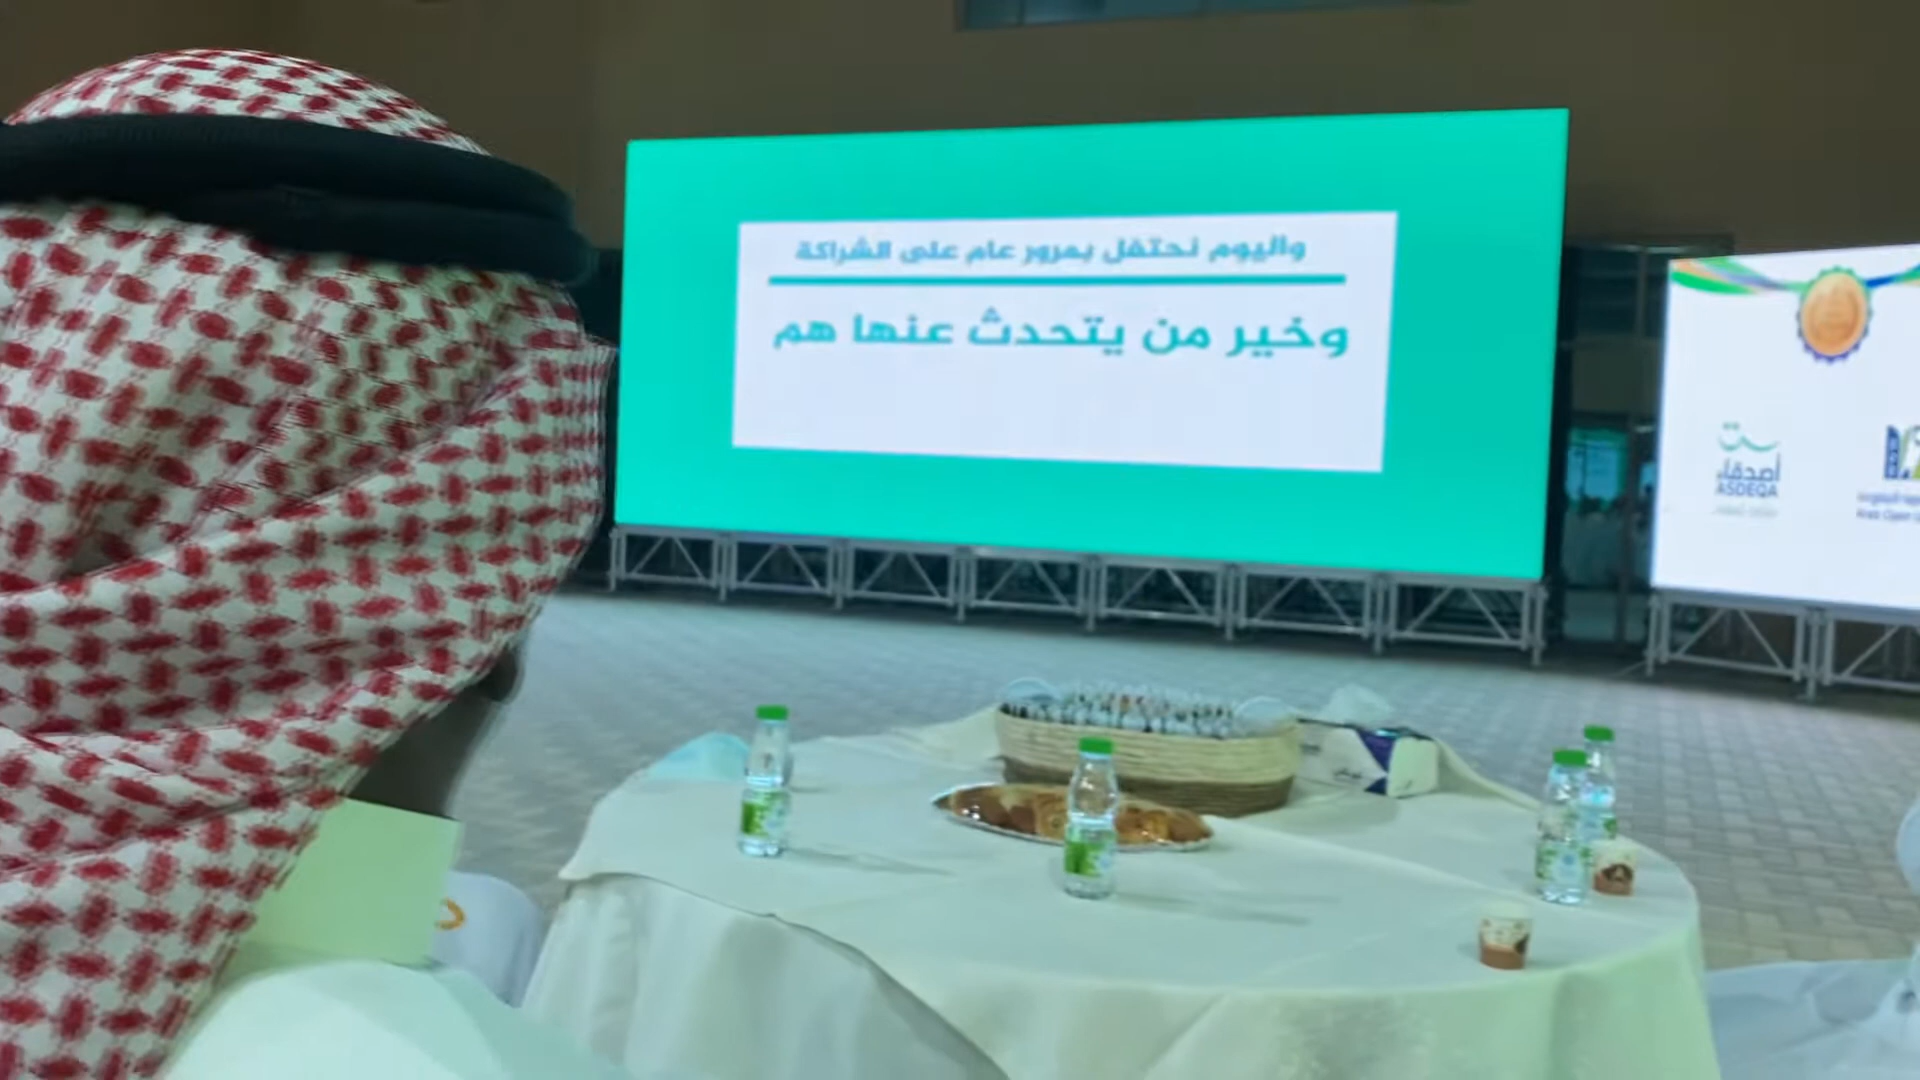 واليوم نحتفل بمرور عام على الشراكة
وخير من يتحدث عنها هم
أصدقاء
ASDEQA